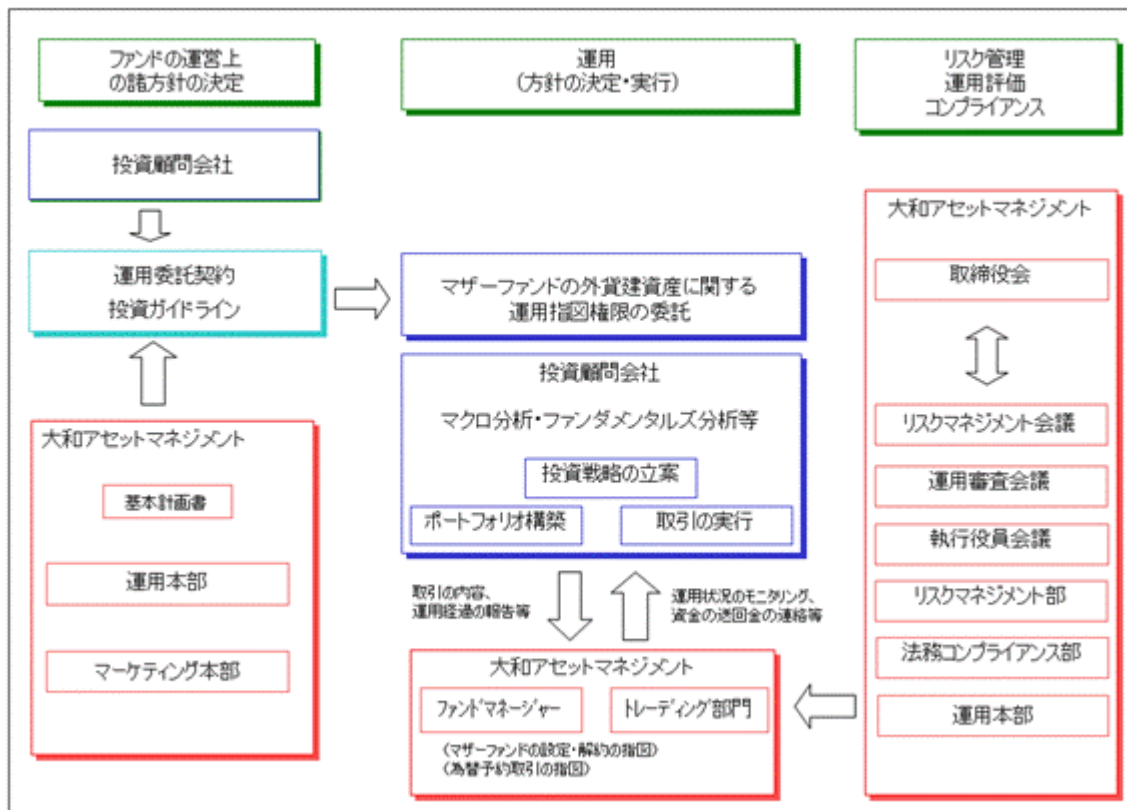 ファンドの運営上
の諸方針の決定
運用
(方針の決定・実行)
リスク管理
運用評価
コンプライアンス
投資顧問会社
運用委託契約
投資ガイドライン
大和アセットマネジメント
基本計画書
運用本部
マーケティング本部
マザーファンドの外貨建資産に関する
運用指図権限の委託
投資顧問会社
マクロ分析・ファンダメンタルズ分析等
投資戦略の立案
ポートフォリオ構築
取引の実行
取引の内容、
運用経過の報告等
運用状況のモニタリング、
資金の送回金の連絡等
大和アセットマネジメント
ファンドマネージャー
トレーディング部門
(マザーファンドの設定・解約の指図)
(為替予約取引の指図)
大和アセットマネジメント
取締役会
リスクマネジメント会議
運用審査会議
執行役員会議
リスクマネジメント部
法務コンプライアンス部
運用本部